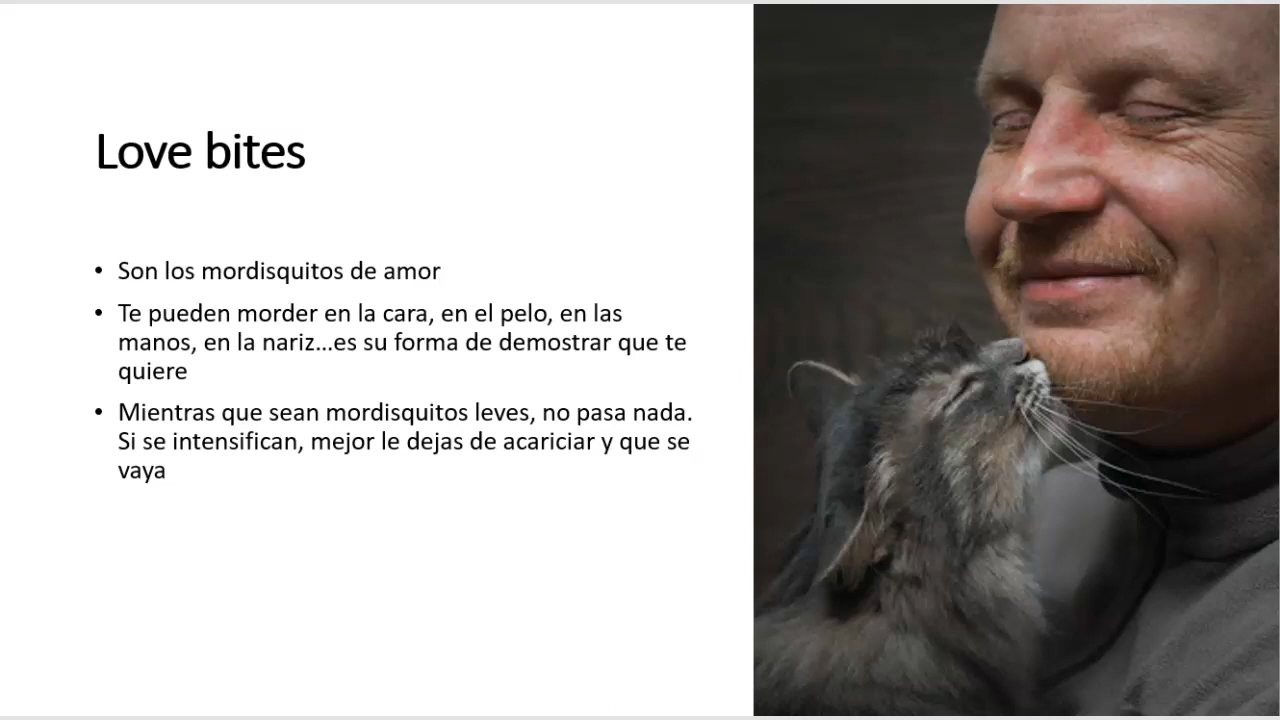 Love bites
• Son los mordisquitos de amor
• Te pueden morder en la cara, en el pelo, en las
manos, en la nariz...es su forma de demostrar que te
quiere
• Mientras que sean mordisquitos leves, no pasa nada.
Si se intensifican, mejor le dejas de acariciar y que se
vaya